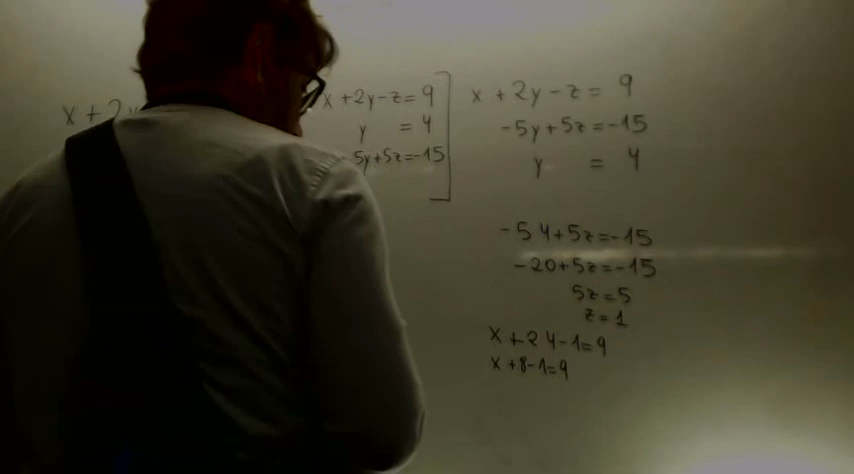 x + 2y
x + 2y - z = 9
y = 4
5y + 5z = -15
x + 2y - z = 9
-5y + 5z = -15
y = 4
-5 4 + 5z = -15
-20 + 5z = -15
5z = 5
z = 1
x + 2 4 - 1 = 9
x + 8 - 1 = 9